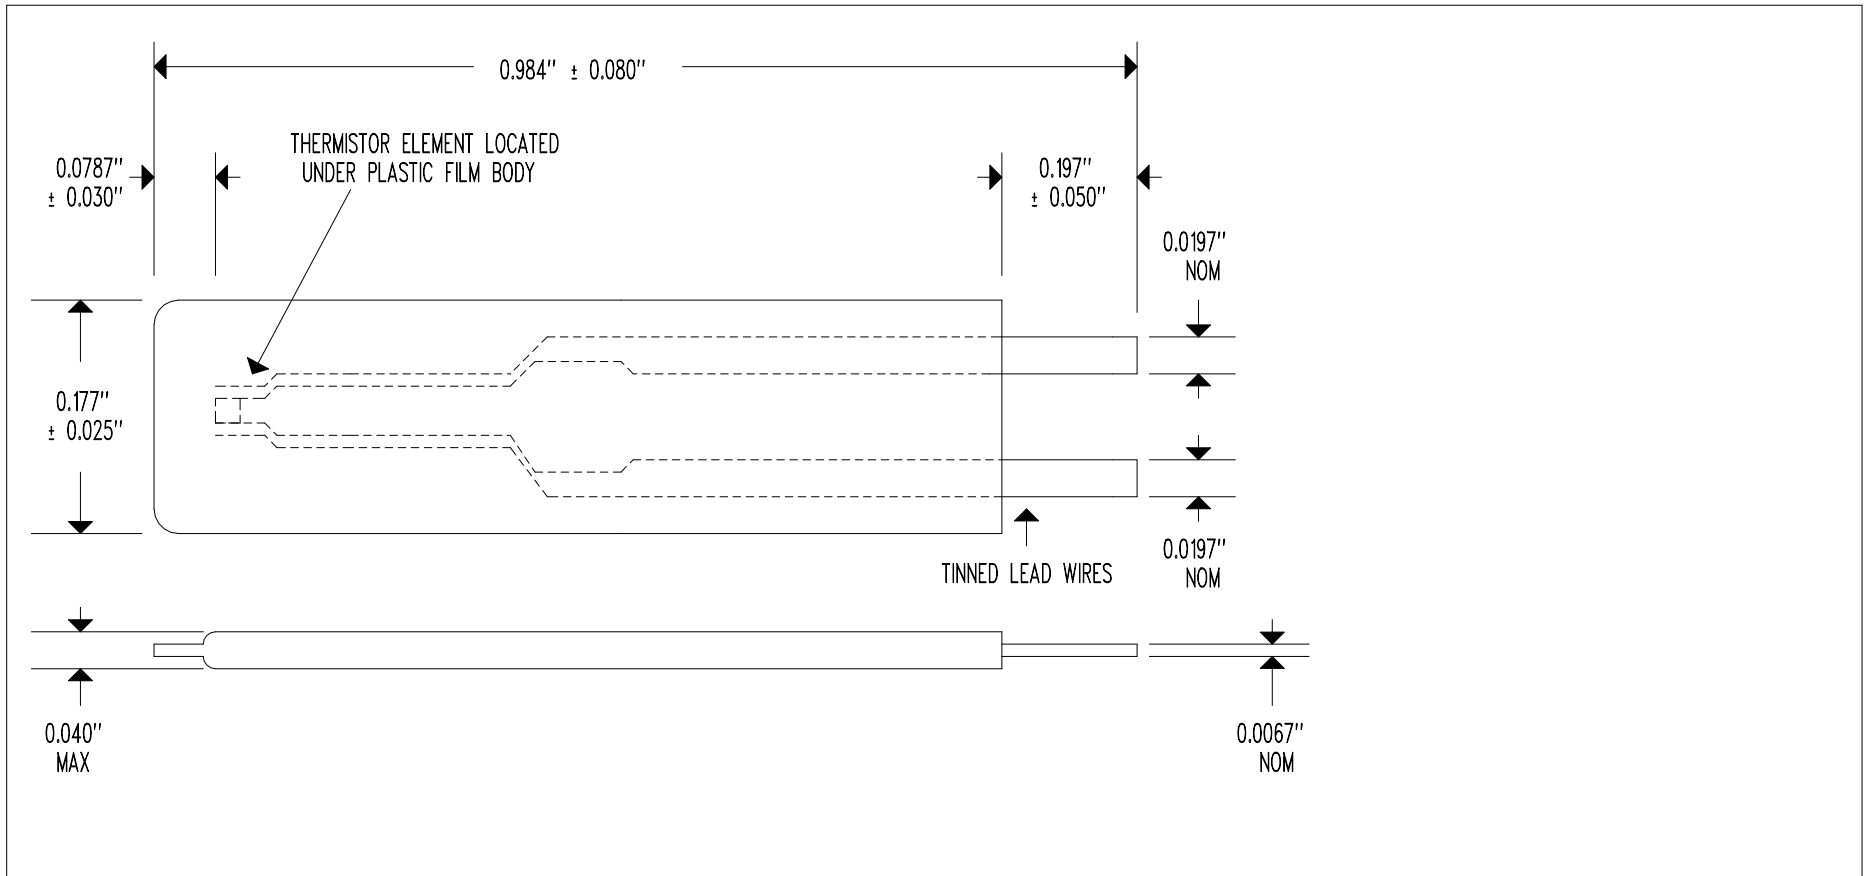 0.984" ± 0.080"
THERMISTOR ELEMENT LOCATED
UNDER PLASTIC FILM BODY
0.0787"
± 0.030"
0.197"
± 0.050"
0.0197"
NOM
0.177"
± 0.025"
0.0197"
NOM
TINNED LEAD WIRES
0.040"
MAX
0.0067"
NOM